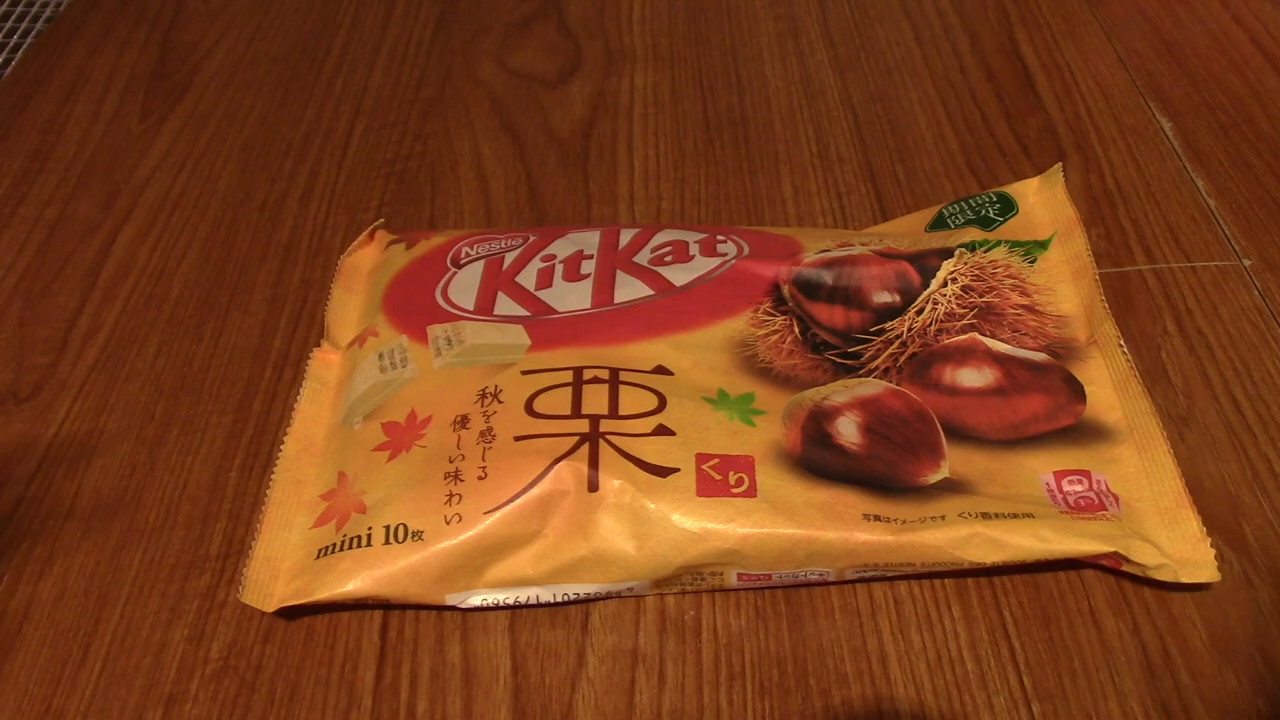 期間
限定
Nestlé
KitKat
栗
くり
秋を感じる
優しい味わい
mini 10枚
写真はイメージです くり香料使用